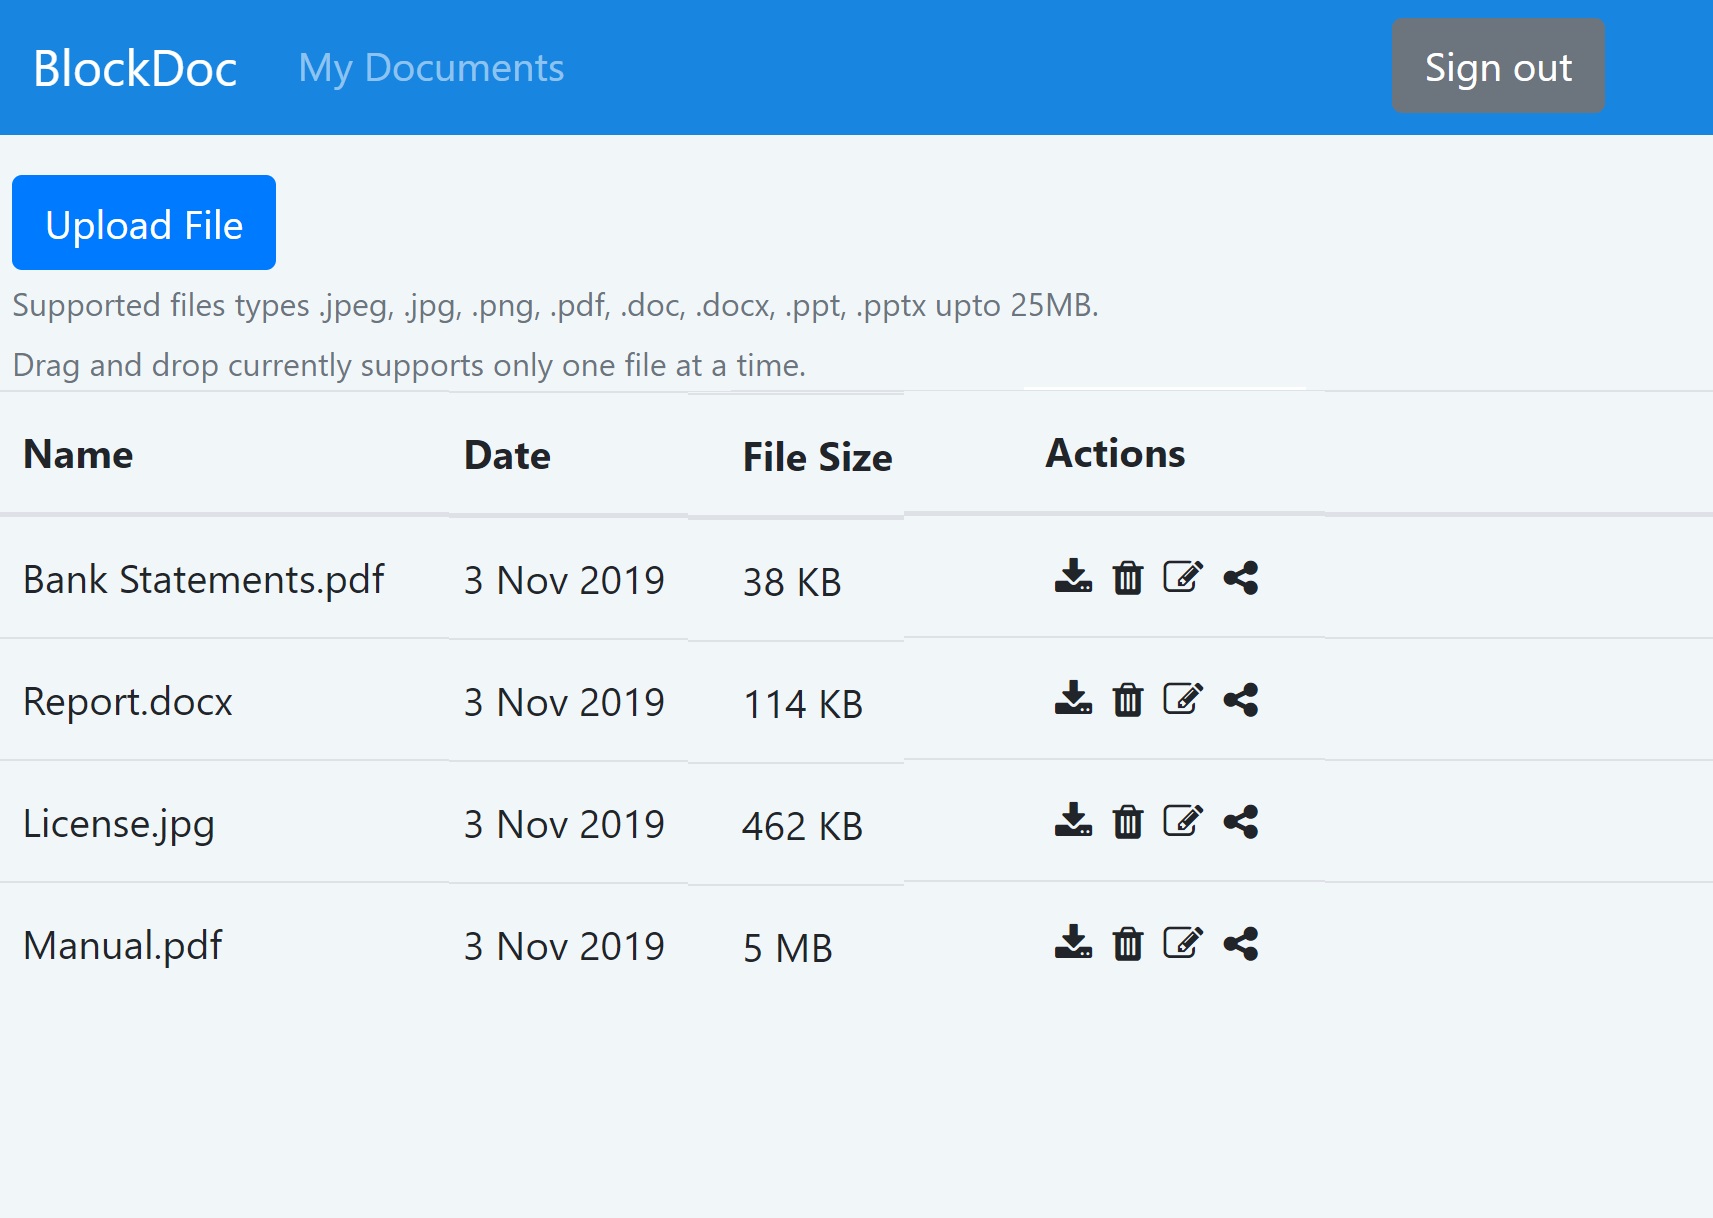 BlockDoc My Documents Sign out
Upload File
Supported files types .jpeg, .jpg, .png, .pdf, .doc, .docx, .ppt, .pptx upto 25MB.
Drag and drop currently supports only one file at a time.
Name Date File Size Actions
Bank Statements.pdf 3 Nov 2019 38 KB
Report.docx 3 Nov 2019 114 KB
License.jpg 3 Nov 2019 462 KB
Manual.pdf 3 Nov 2019 5 MB